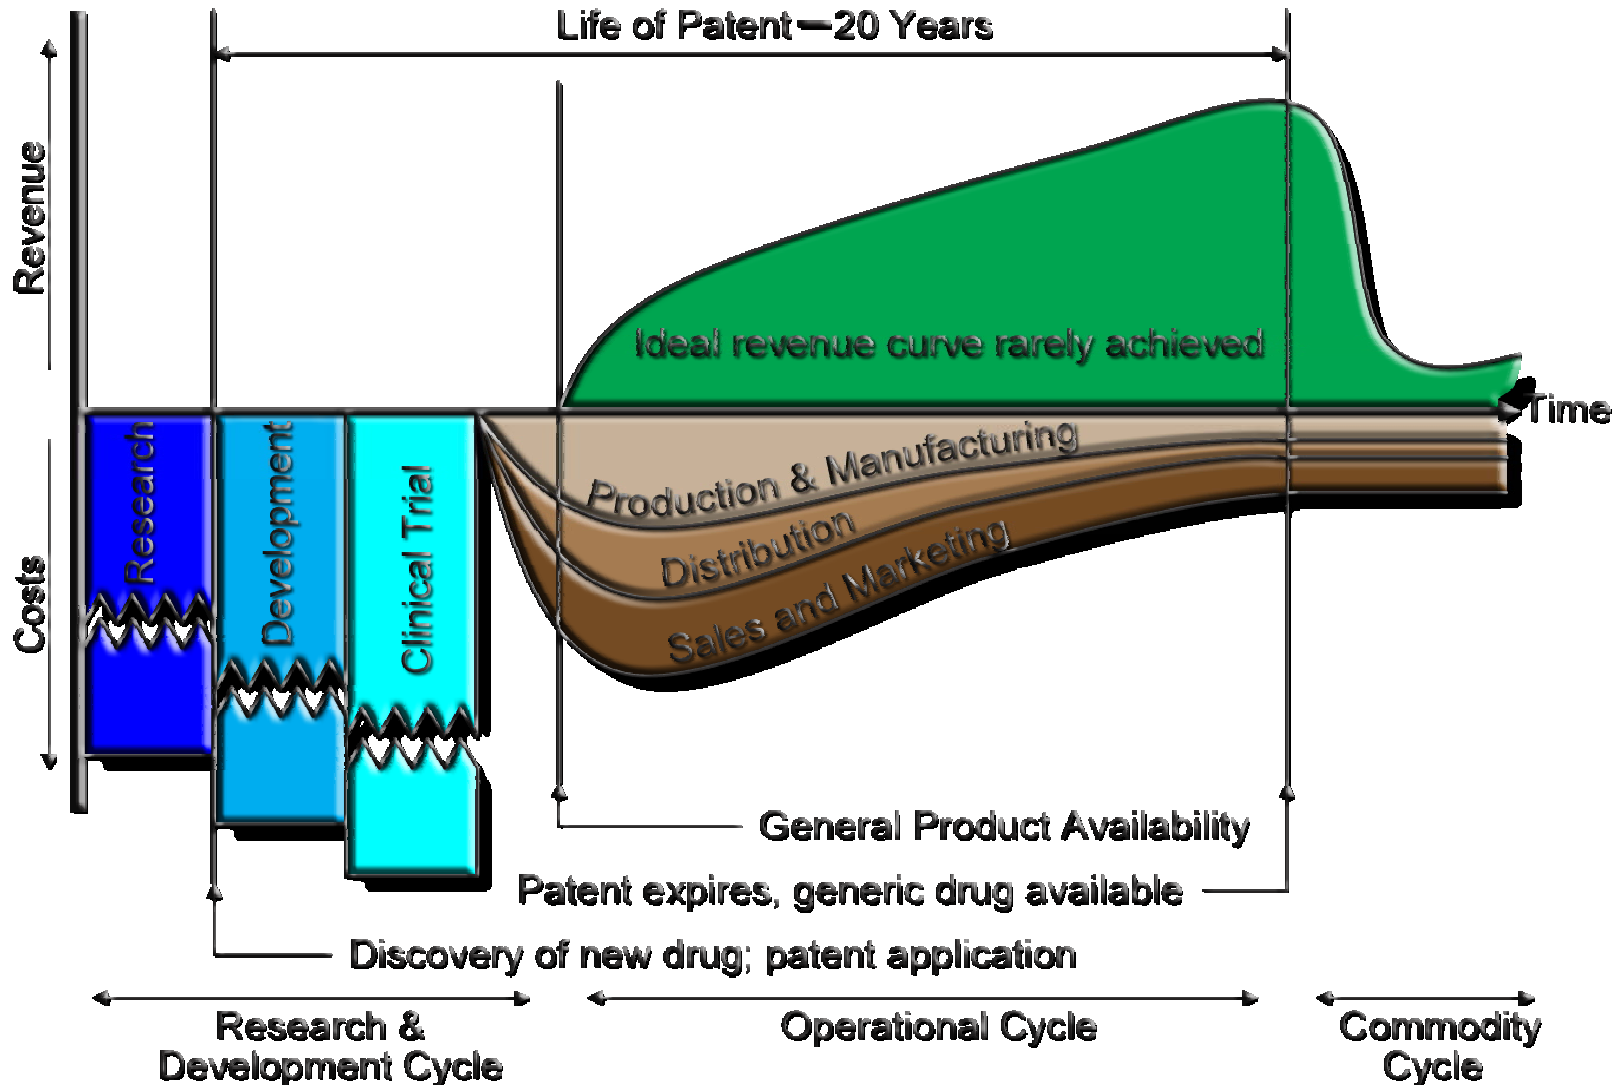 Life of Patent—20 Years
Revenue
Ideal revenue curve rarely achieved
Time
Costs
Research
Development
Clinical Trial
Production & Manufacturing
Distribution
Sales and Marketing
General Product Availability
Patent expires, generic drug available
Discovery of new drug; patent application
Research &
Development Cycle
Operational Cycle
Commodity
Cycle